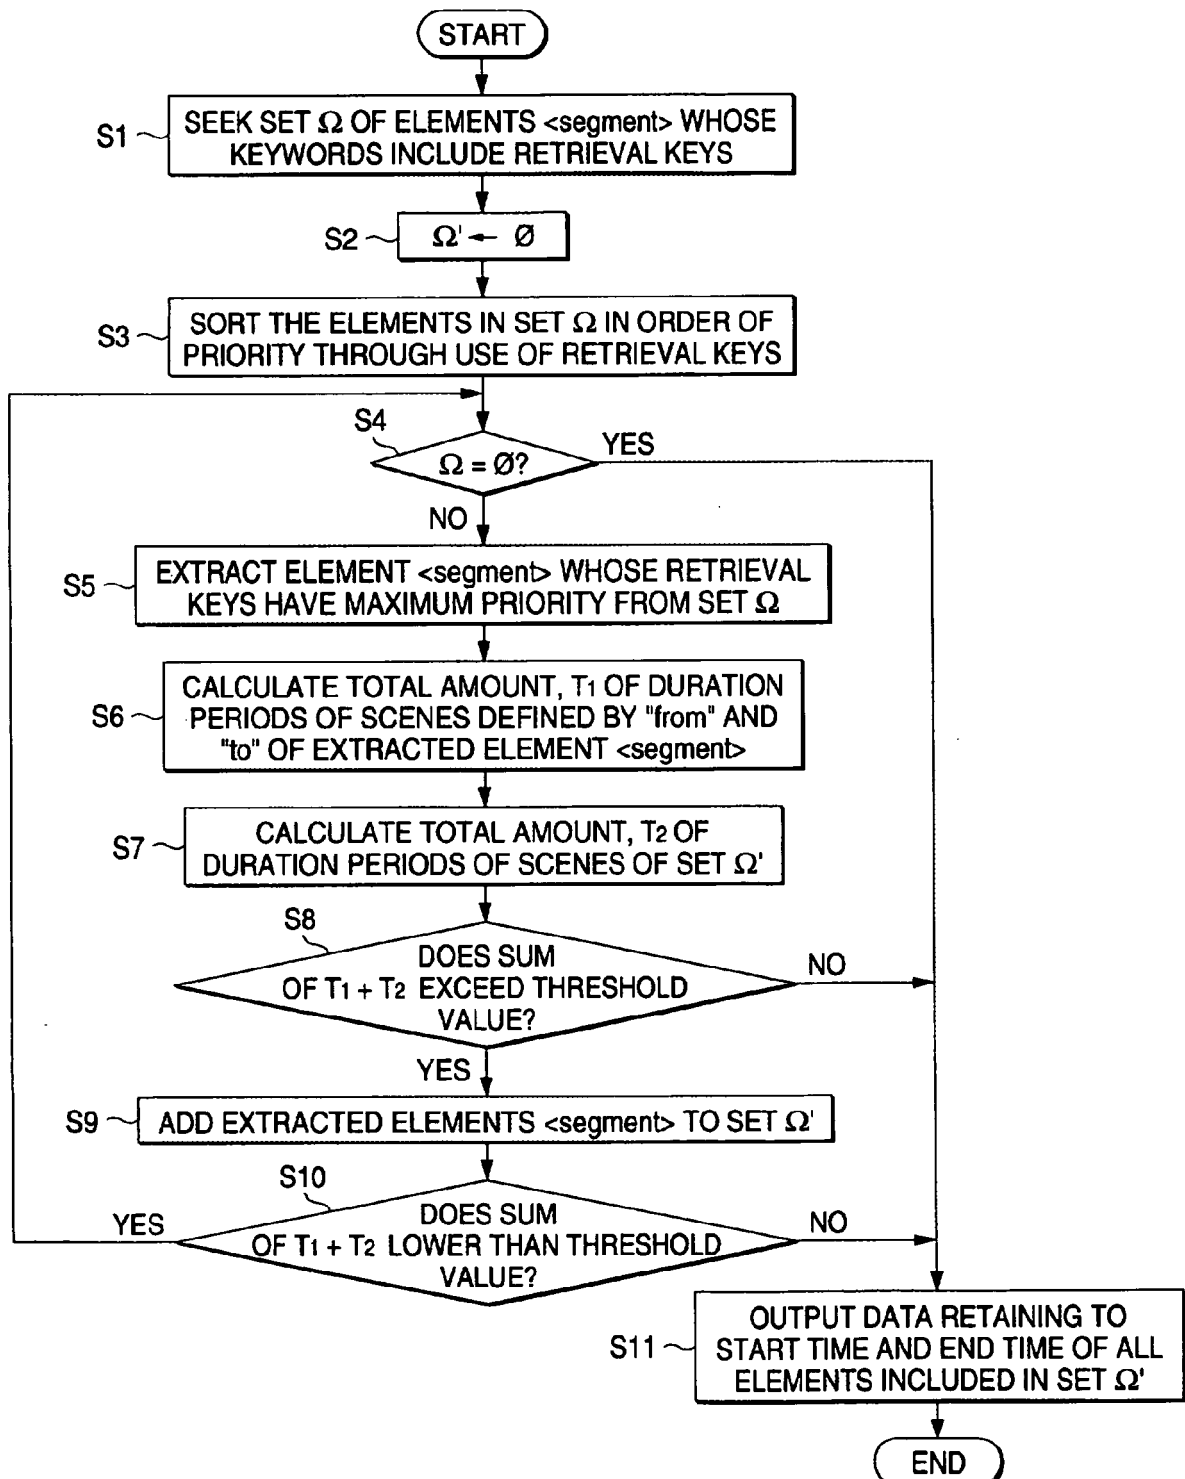 START
S1
SEEK SET Ω OF ELEMENTS <segment> WHOSE
KEYWORDS INCLUDE RETRIEVAL KEYS
S2
Ω' ← Ø
S3
SORT THE ELEMENTS IN SET Ω IN ORDER OF
PRIORITY THROUGH USE OF RETRIEVAL KEYS
S4
Ω = Ø?
YES
NO
S5
EXTRACT ELEMENT <segment> WHOSE RETRIEVAL
KEYS HAVE MAXIMUM PRIORITY FROM SET Ω
S6
CALCULATE TOTAL AMOUNT, T1 OF DURATION
PERIODS OF SCENES DEFINED BY "from" AND
"to" OF EXTRACTED ELEMENT <segment>
S7
CALCULATE TOTAL AMOUNT, T2 OF
DURATION PERIODS OF SCENES OF SET Ω'
S8
DOES SUM
OF T1 + T2 EXCEED THRESHOLD
VALUE?
NO
YES
S9
ADD EXTRACTED ELEMENTS <segment> TO SET Ω'
S10
DOES SUM
OF T1 + T2 LOWER THAN THRESHOLD
VALUE?
YES
NO
S11
OUTPUT DATA RETAINING TO
START TIME AND END TIME OF ALL
ELEMENTS INCLUDED IN SET Ω'
END